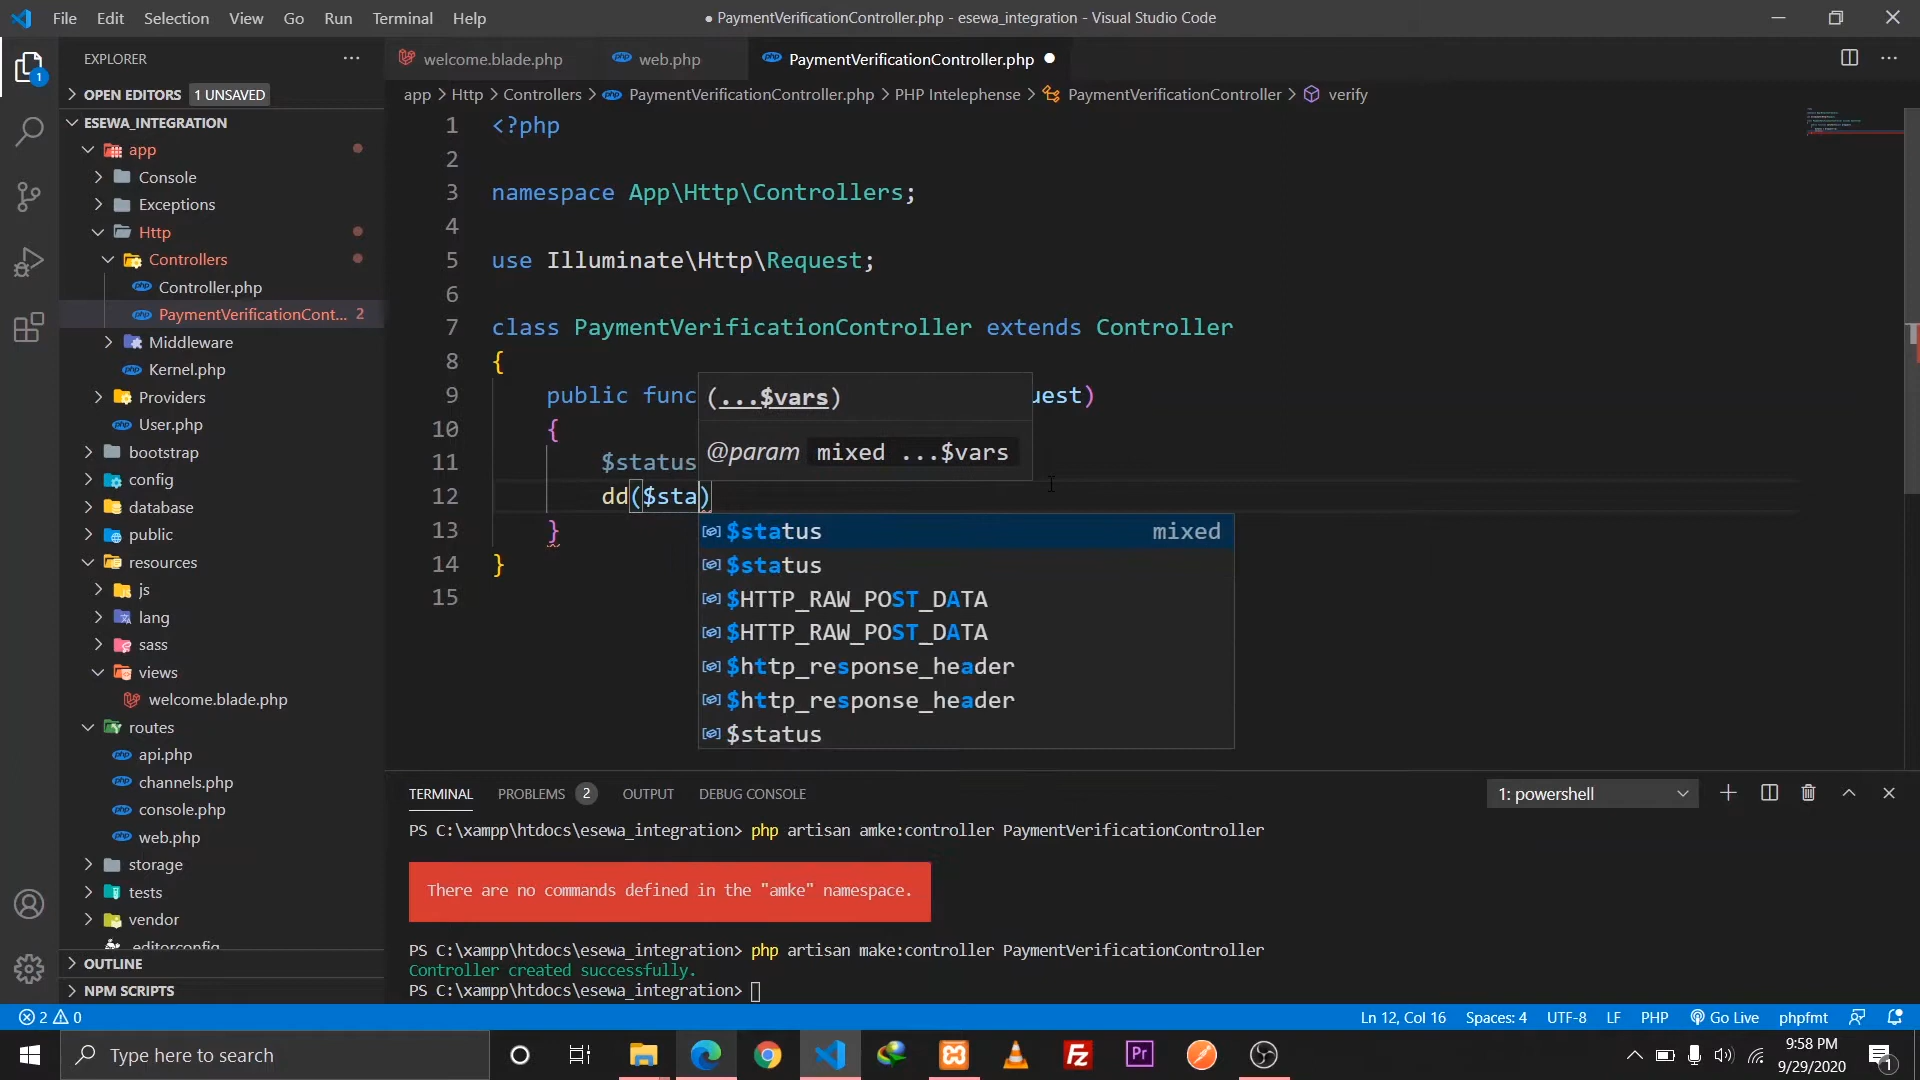 File Edit Selection View Go Run Terminal Help
● PaymentVerificationController.php - esewa_integration - Visual Studio Code
EXPLORER
welcome.blade.php
web.php
PaymentVerificationController.php
OPEN EDITORS 1 UNSAVED
app > Http > Controllers > PaymentVerificationController.php > PHP Intelephense > PaymentVerificationController > verify
1
ESEWA_INTEGRATION
app
Console
Exceptions
Http
Controllers
Controller.php
PaymentVerificationCont... 2
Middleware
Kernel.php
Providers
User.php
bootstrap
config
database
public
resources
js
lang
sass
views
welcome.blade.php
routes
api.php
channels.php
console.php
web.php
storage
tests
vendor
.editorconfig
OUTLINE
NPM SCRIPTS
1 <?php
2
3 namespace App\Http\Controllers;
4
5 use Illuminate\Http\Request;
6
7 class PaymentVerificationController extends Controller
8 {
9 public func uest)
10 {
11 $status
12 dd($sta)
13 }
14 }
15
(...$vars)
@param mixed ...$vars
$status mixed
$status
$HTTP_RAW_POST_DATA
$HTTP_RAW_POST_DATA
$http_response_header
$http_response_header
$status
TERMINAL PROBLEMS 2 OUTPUT DEBUG CONSOLE
1: powershell
PS C:\xampp\htdocs\esewa_integration> php artisan amke:controller PaymentVerificationController
There are no commands defined in the "amke" namespace.
PS C:\xampp\htdocs\esewa_integration> php artisan make:controller PaymentVerificationController
Controller created successfully.
PS C:\xampp\htdocs\esewa_integration>
2 0
Ln 12, Col 16 Spaces: 4 UTF-8 LF PHP Go Live phpfmt
Type here to search
Pr
9:58 PM
9/29/2020
1